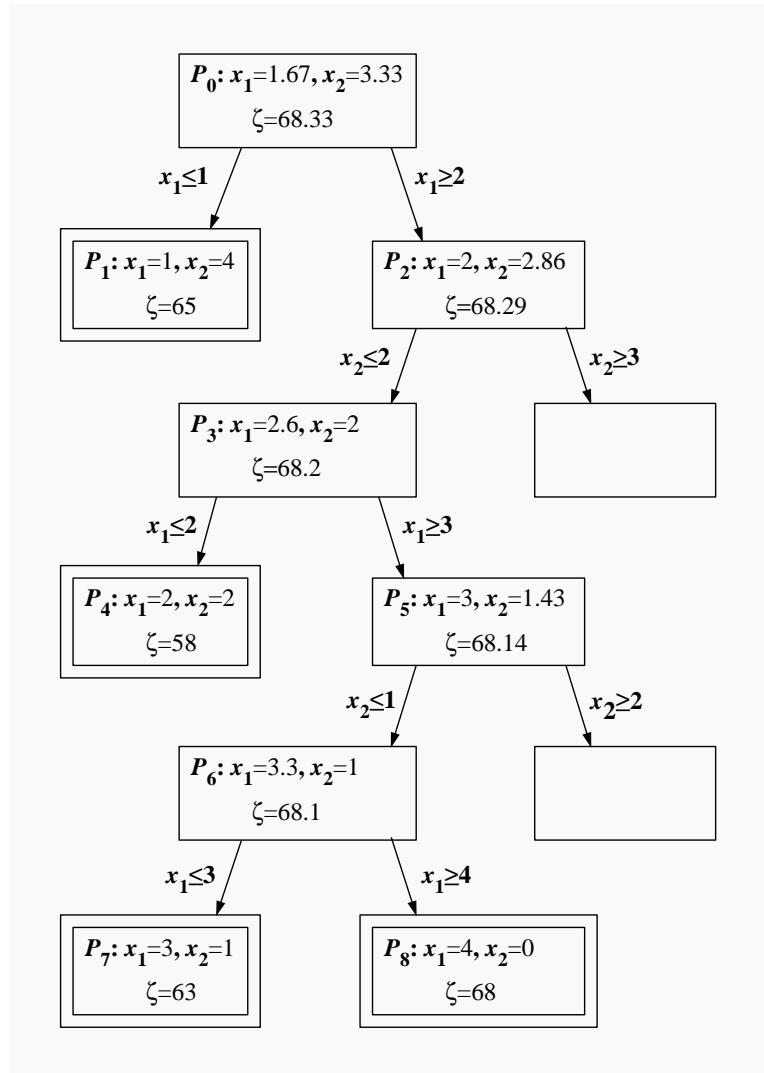 P₀: x₁=1.67, x₂=3.33
ζ=68.33
x₁≤1
x₁≥2
P₁: x₁=1, x₂=4
ζ=65
P₂: x₁=2, x₂=2.86
ζ=68.29
x₂≤2
x₂≥3
P₃: x₁=2.6, x₂=2
ζ=68.2
x₁≤2
x₁≥3
P₄: x₁=2, x₂=2
ζ=58
P₅: x₁=3, x₂=1.43
ζ=68.14
x₂≤1
x₂≥2
P₆: x₁=3.3, x₂=1
ζ=68.1
x₁≤3
x₁≥4
P₇: x₁=3, x₂=1
ζ=63
P₈: x₁=4, x₂=0
ζ=68